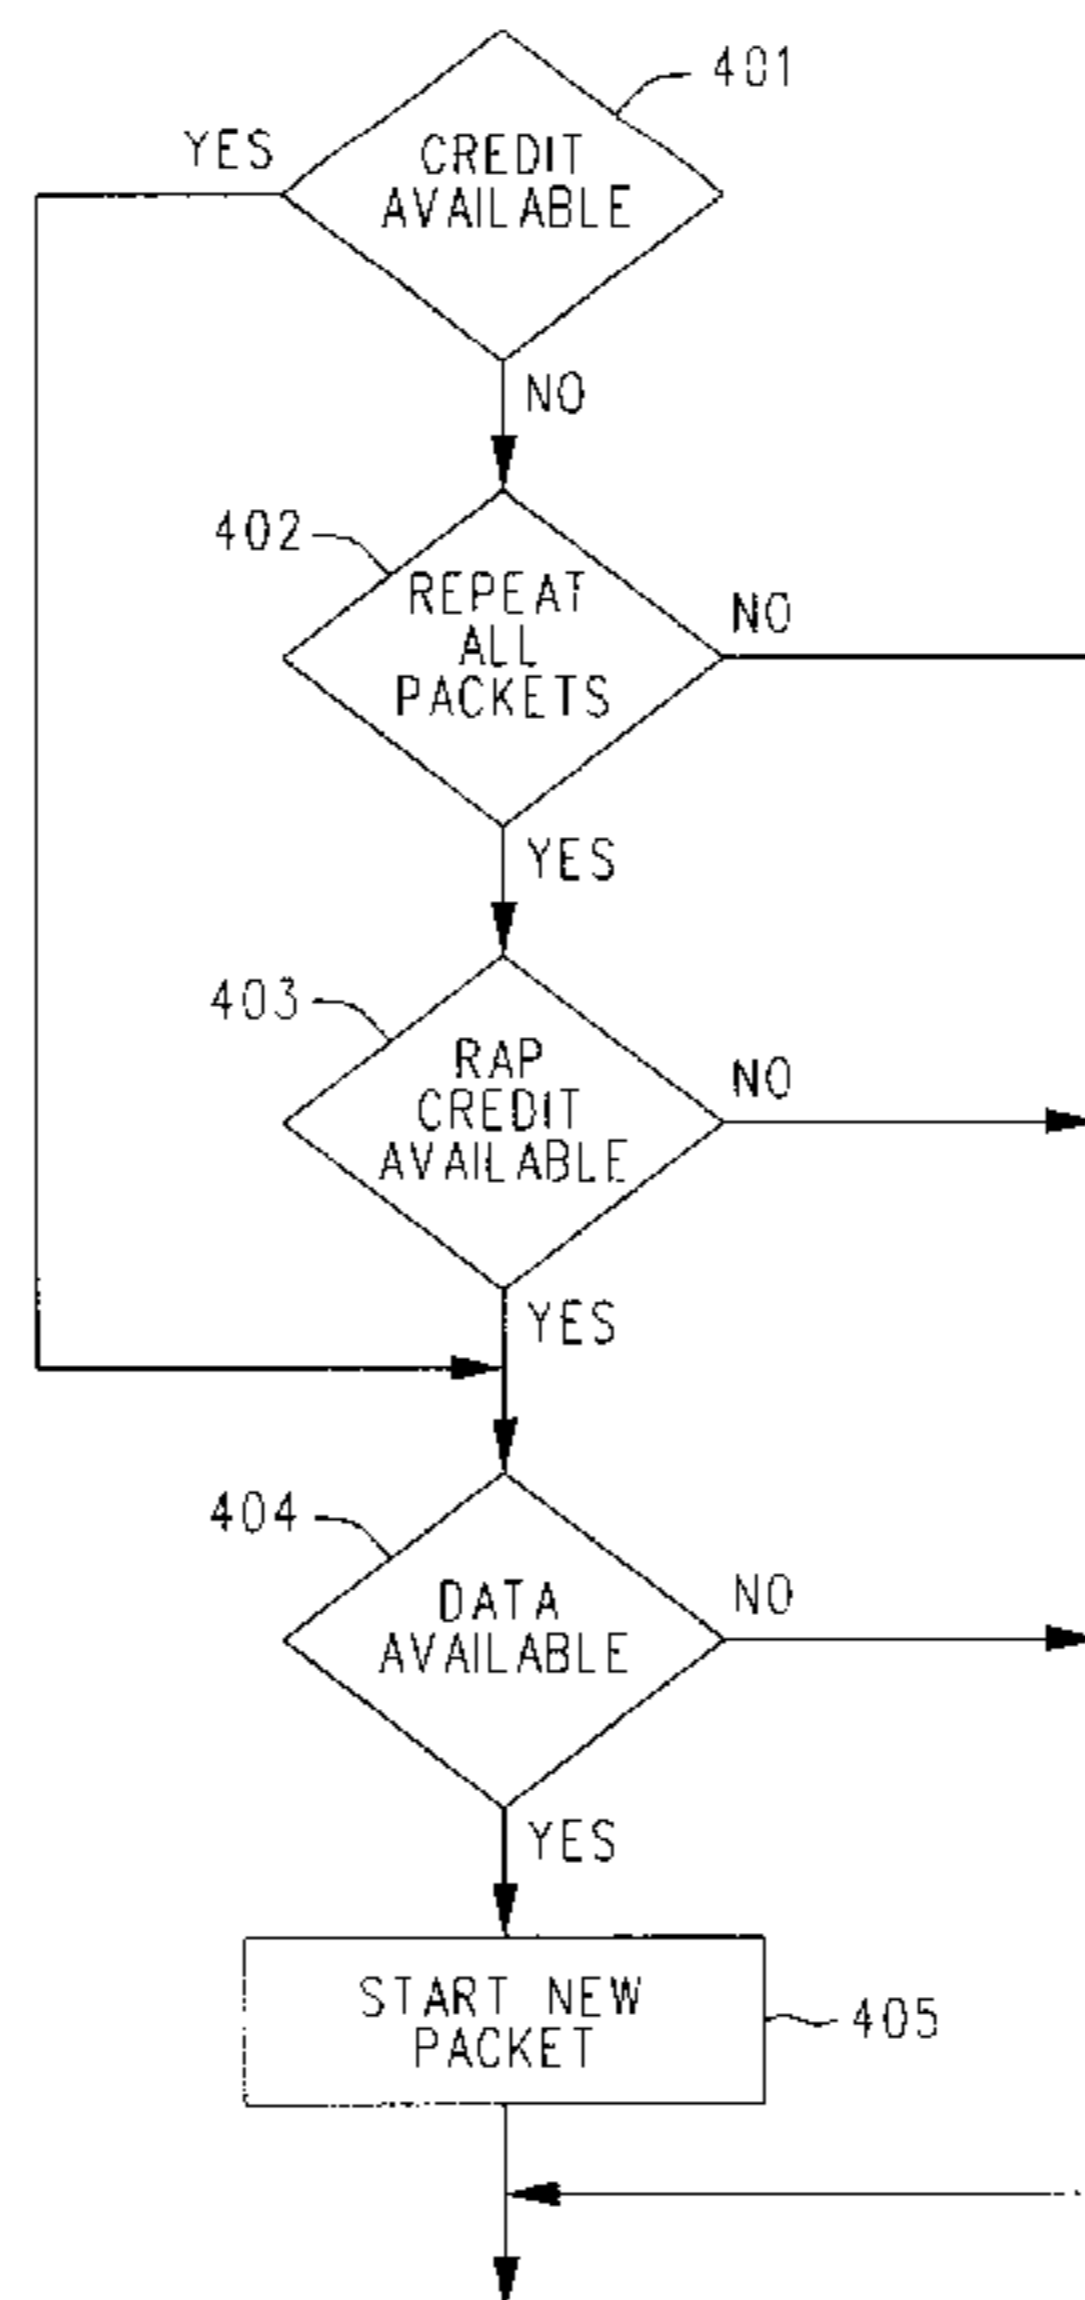 401
YES
CREDIT
AVAILABLE
NO
402
REPEAT
ALL
PACKETS
NO
YES
403
RAP
CREDIT
AVAILABLE
NO
YES
404
DATA
AVAILABLE
NO
YES
START NEW
PACKET
405